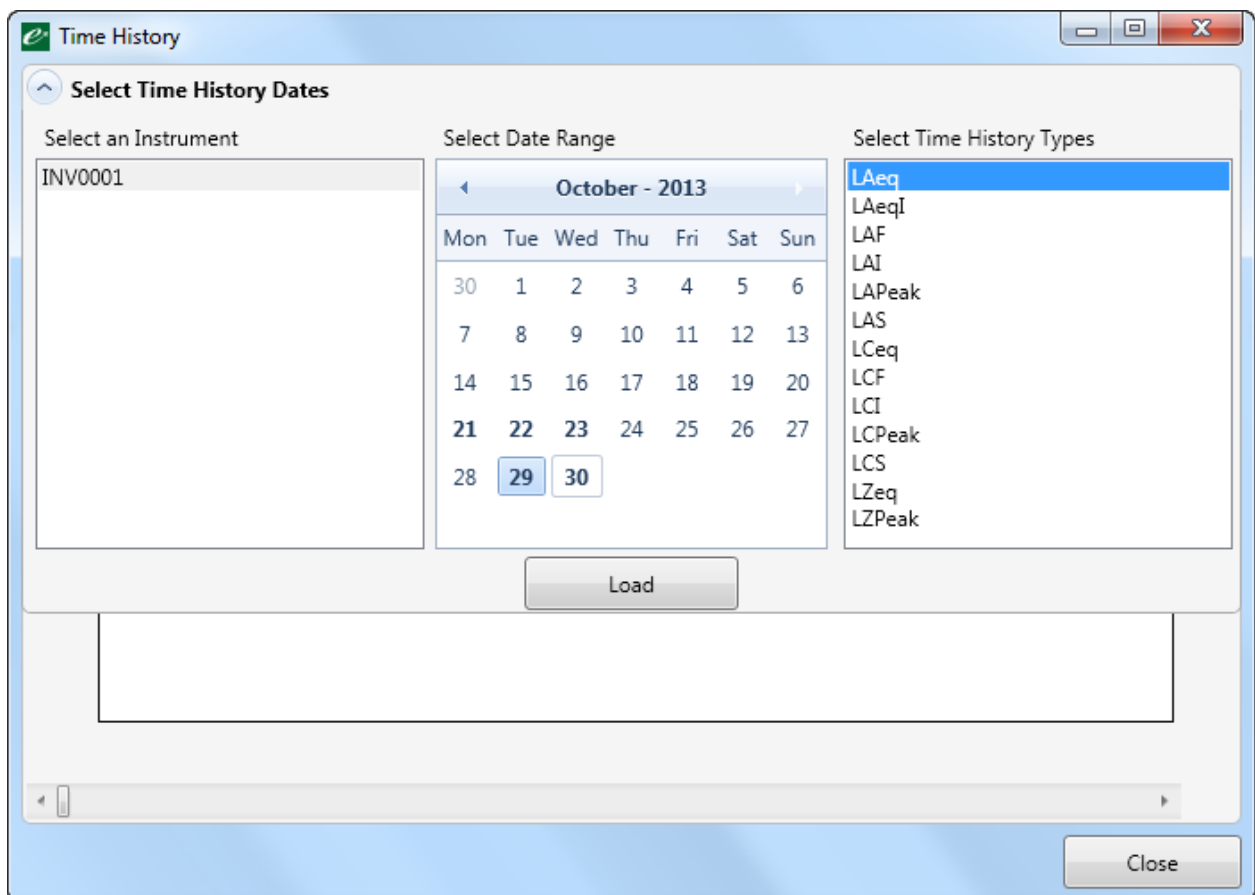 Time History
Select Time History Dates
Select an Instrument
INV0001
Select Date Range
October - 2013
Mon Tue Wed Thu Fri Sat Sun
30 1 2 3 4 5 6
7 8 9 10 11 12 13
14 15 16 17 18 19 20
21 22 23 24 25 26 27
28 29 30
Select Time History Types
LAeq
LAeqI
LAF
LAI
LAPeak
LAS
LCeq
LCF
LCI
LCPeak
LCS
LZeq
LZPeak
Load
Close